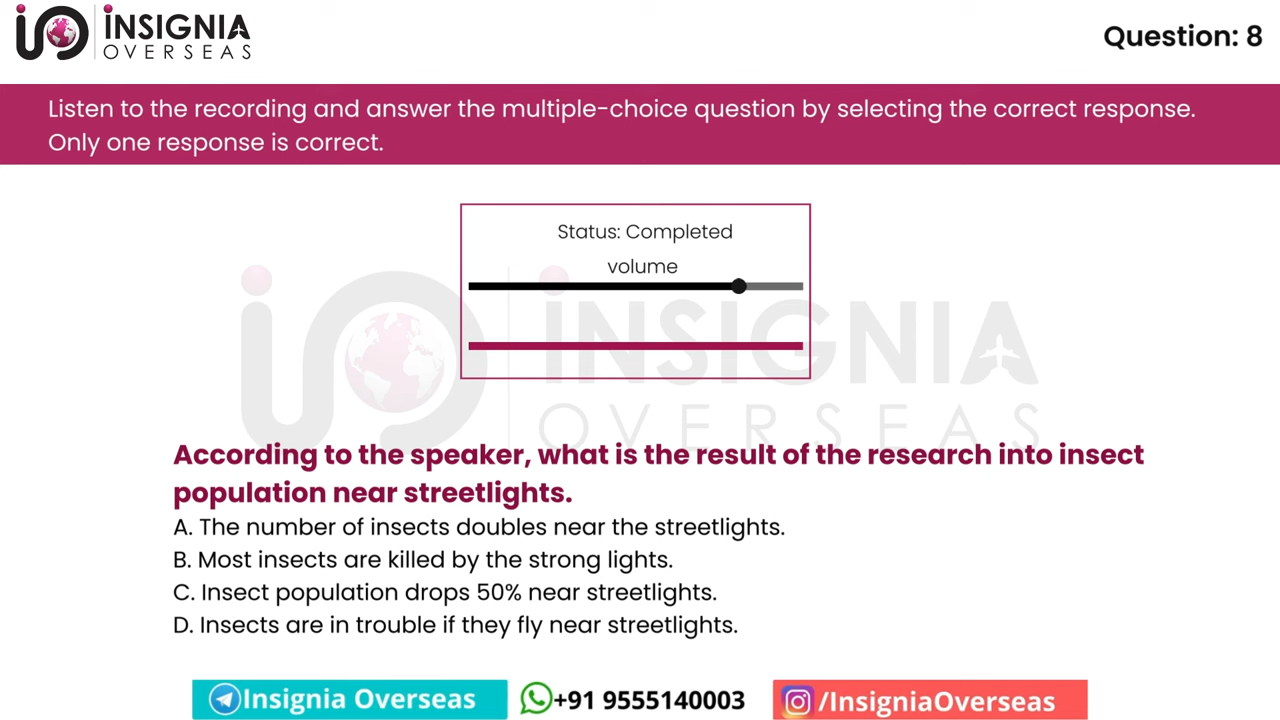 INSIGNIA
OVERSEAS
Question: 8
Listen to the recording and answer the multiple-choice question by selecting the correct response.
Only one response is correct.
Status: Completed
volume
INSIGNIA
OVERSEAS
According to the speaker, what is the result of the research into insect
population near streetlights.
A. The number of insects doubles near the streetlights.
B. Most insects are killed by the strong lights.
C. Insect population drops 50% near streetlights.
D. Insects are in trouble if they fly near streetlights.
Insignia Overseas
+91 9555140003
/InsigniaOverseas